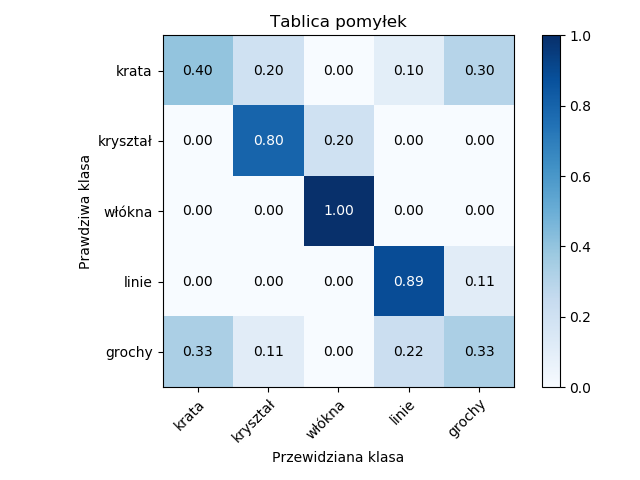 Tablica pomyłek
krata 0.40 0.20 0.00 0.10 0.30
kryształ 0.00 0.80 0.20 0.00 0.00
włókna 0.00 0.00 1.00 0.00 0.00
linie 0.00 0.00 0.00 0.89 0.11
grochy 0.33 0.11 0.00 0.22 0.33
krata kryształ włókna linie grochy
Przewidziana klasa
Prawdziwa klasa
1.0
0.8
0.6
0.4
0.2
0.0